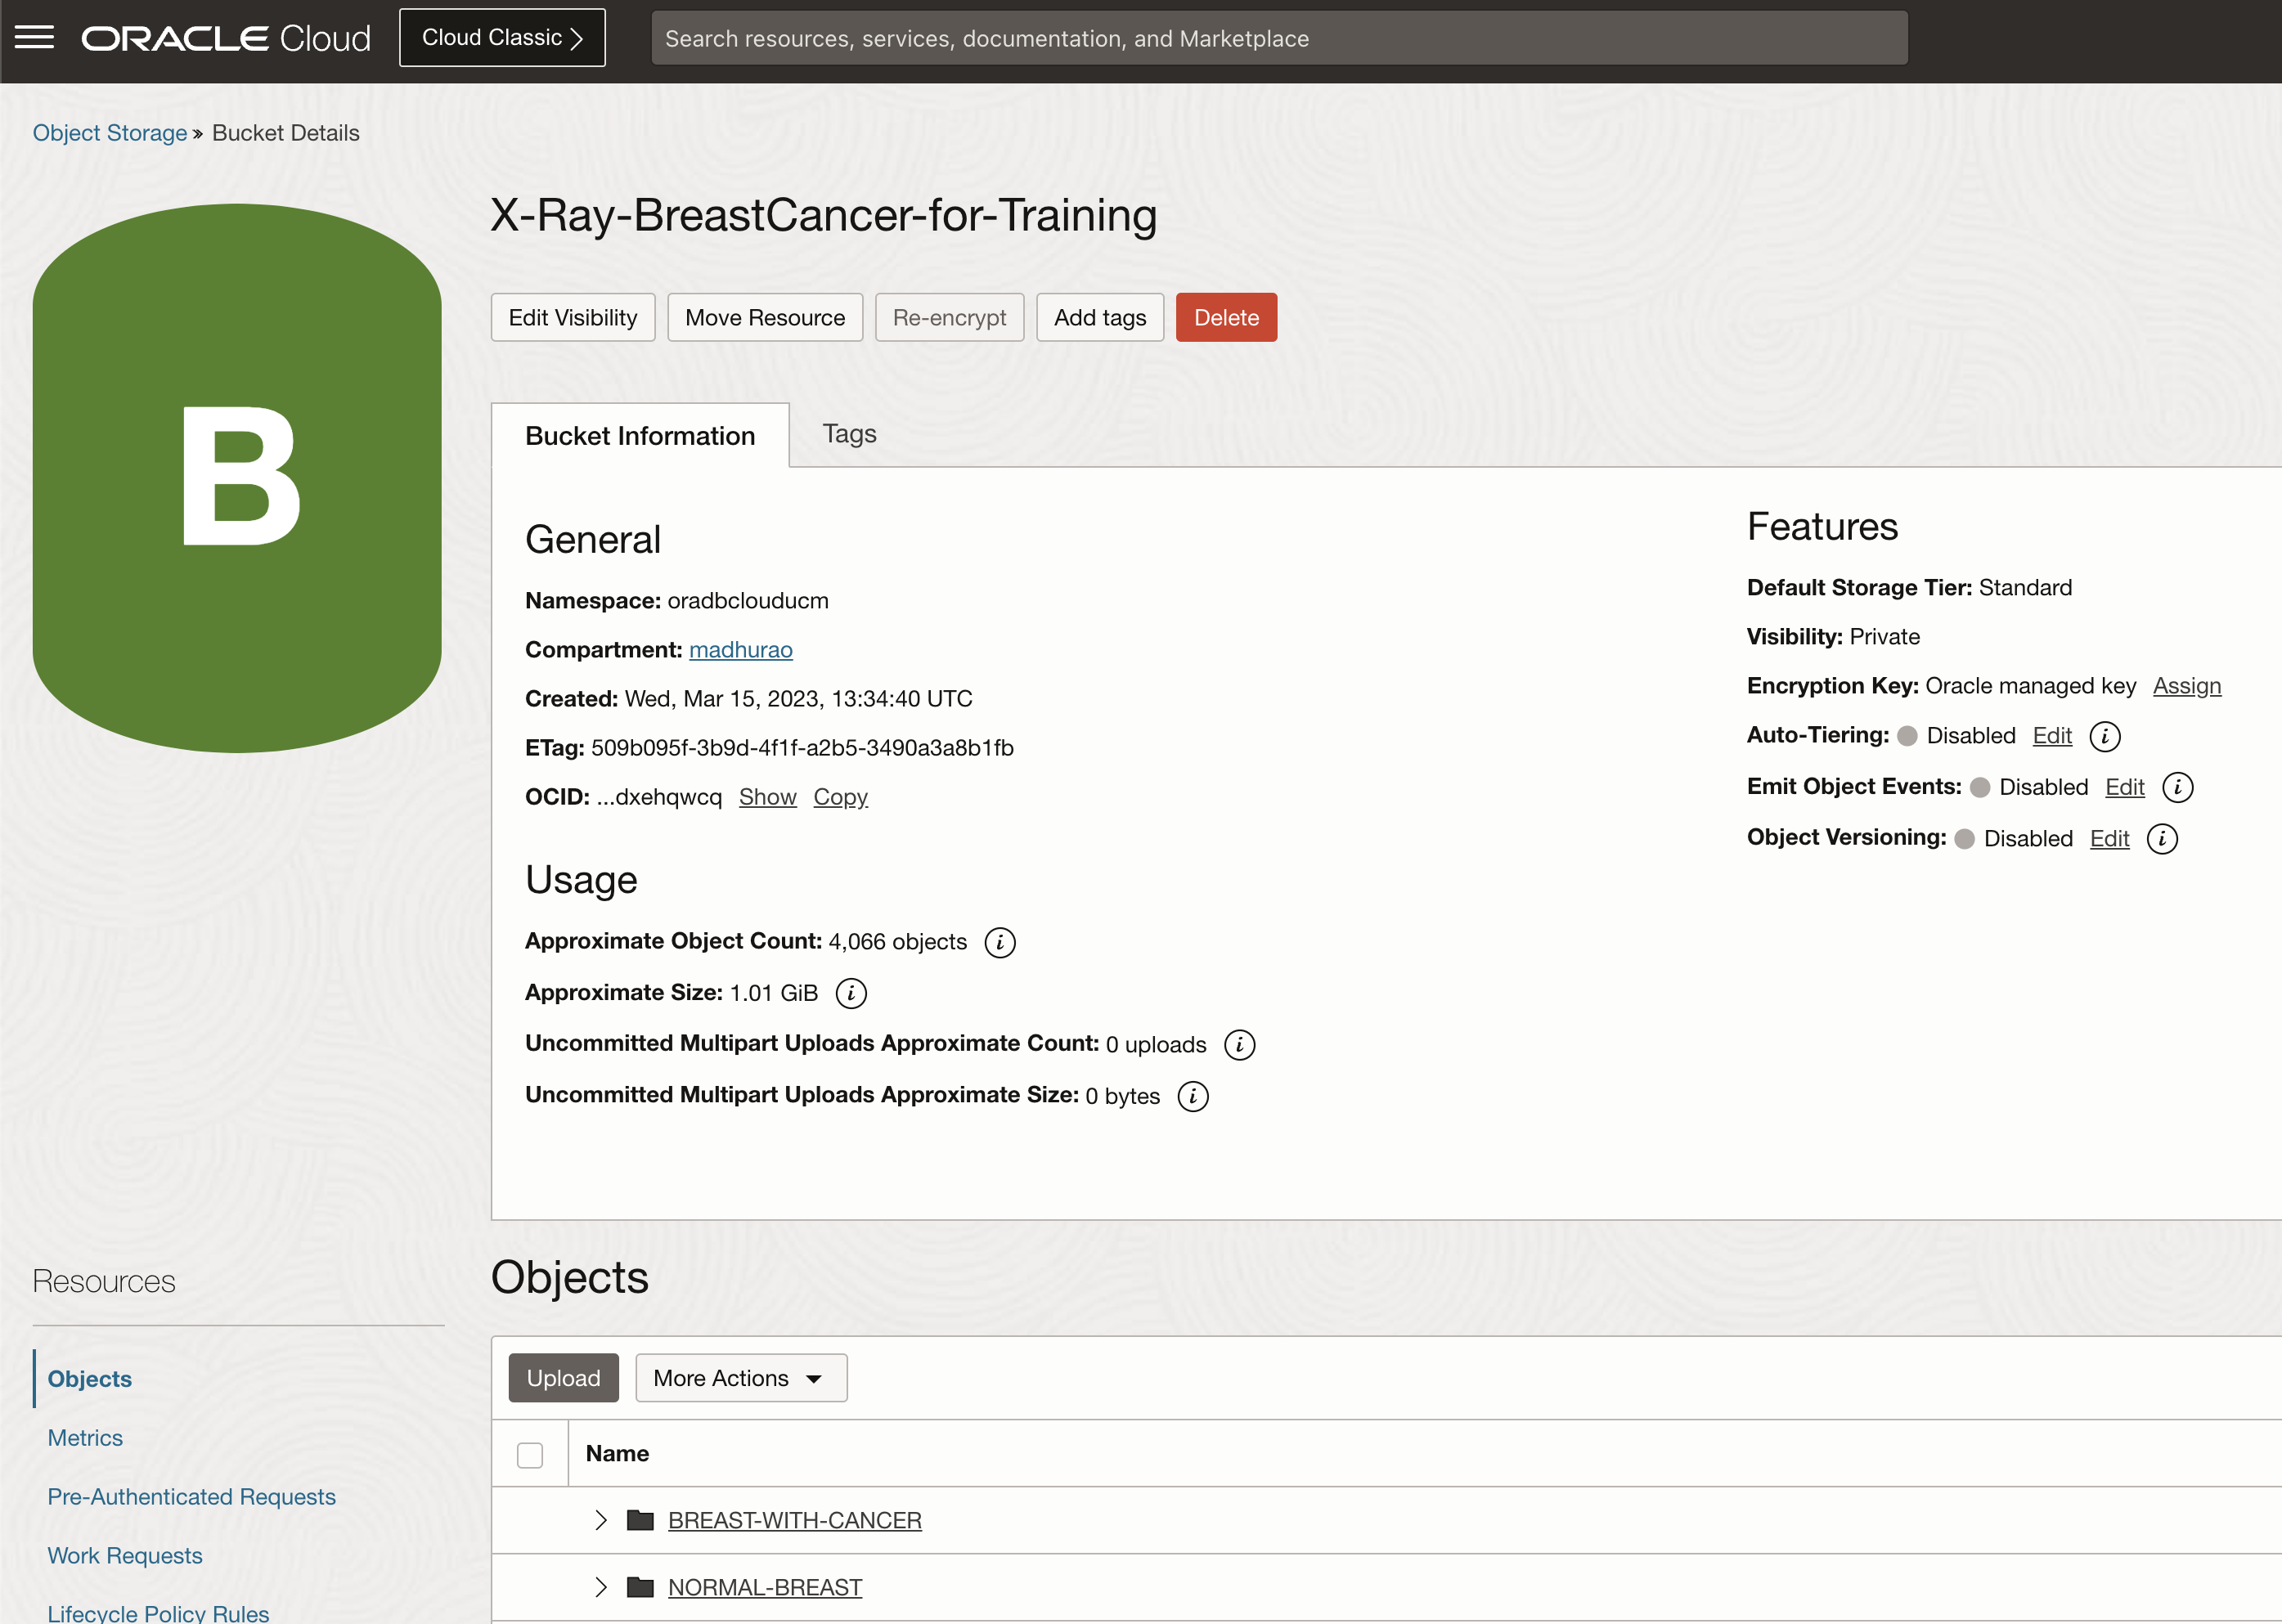 ORACLE Cloud
Cloud Classic
Search resources, services, documentation, and Marketplace
Object Storage » Bucket Details
B
X-Ray-BreastCancer-for-Training
Edit Visibility
Move Resource
Re-encrypt
Add tags
Delete
Bucket Information
Tags
General
Namespace: oradbclouducm
Compartment: madhurao
Created: Wed, Mar 15, 2023, 13:34:40 UTC
ETag: 509b095f-3b9d-4f1f-a2b5-3490a3a8b1fb
OCID: ...dxehqwcq Show Copy
Usage
Approximate Object Count: 4,066 objects i
Approximate Size: 1.01 GiB i
Uncommitted Multipart Uploads Approximate Count: 0 uploads i
Uncommitted Multipart Uploads Approximate Size: 0 bytes i
Features
Default Storage Tier: Standard
Visibility: Private
Encryption Key: Oracle managed key Assign
Auto-Tiering: Disabled Edit i
Emit Object Events: Disabled Edit i
Object Versioning: Disabled Edit i
Resources
Objects
Metrics
Pre-Authenticated Requests
Work Requests
Lifecycle Policy Rules
Objects
Upload
More Actions
Name
BREAST-WITH-CANCER
NORMAL-BREAST